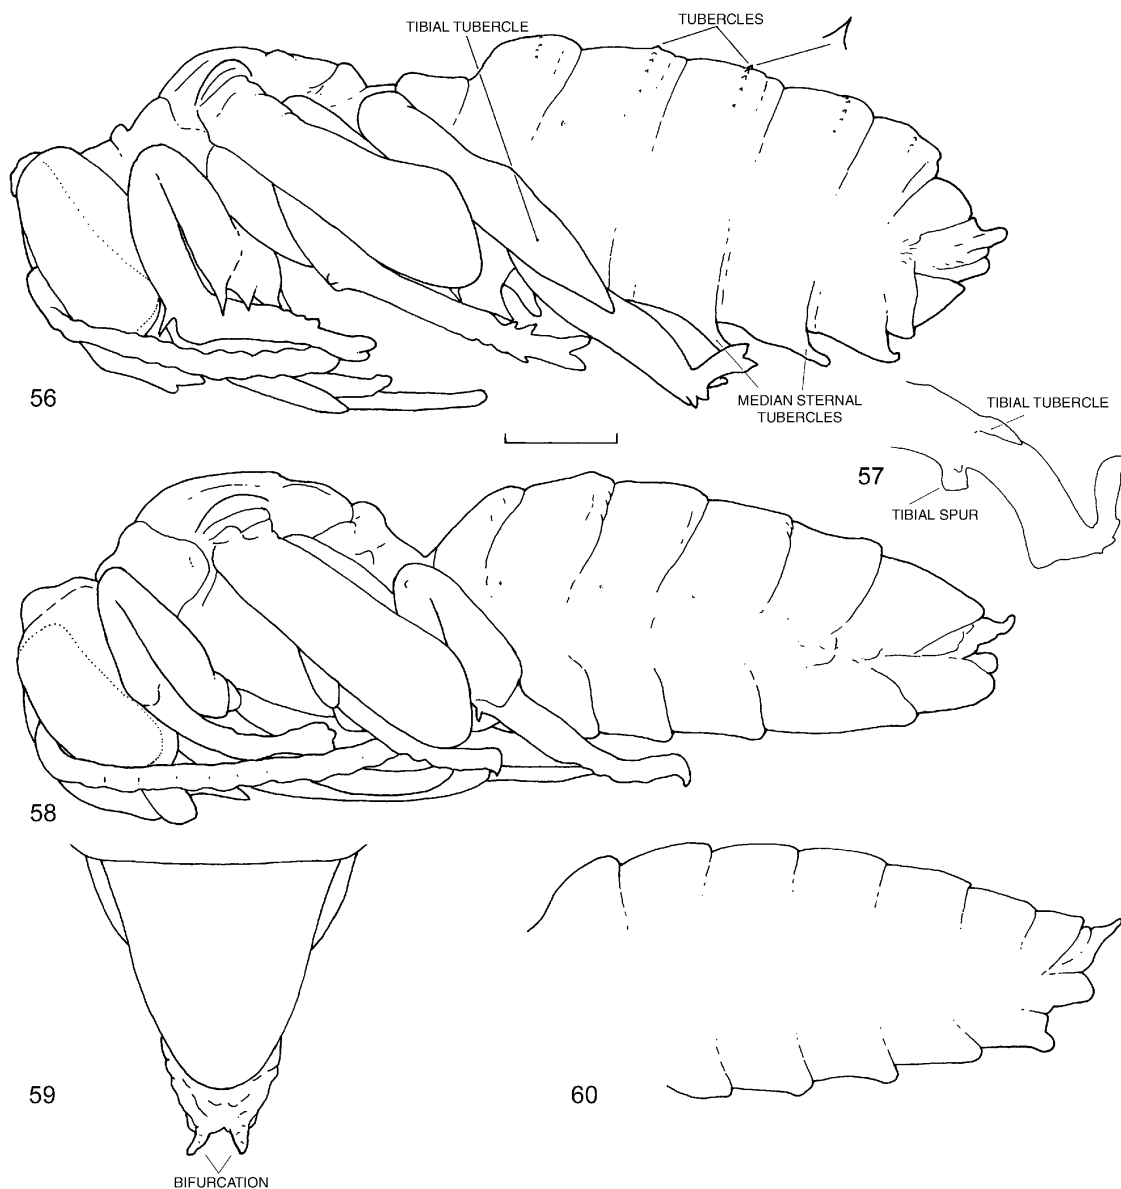 TIBIAL TUBERCLE
TUBERCLES
56
MEDIAN STERNAL
TUBERCLES
TIBIAL TUBERCLE
57
TIBIAL SPUR
58
59
60
BIFURCATION